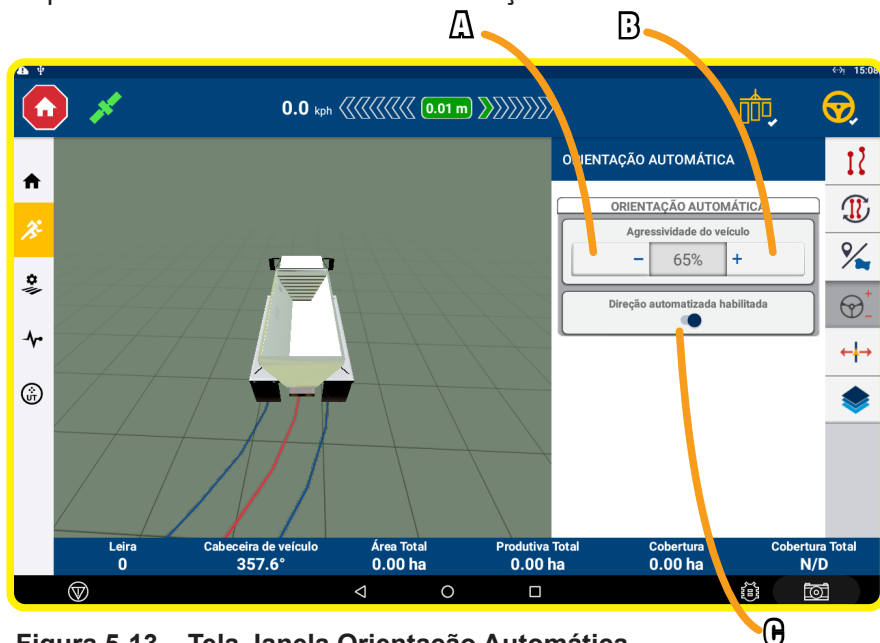 A
B
15:08
0.0 kph
0.01 m
ORIENTAÇÃO AUTOMÁTICA
ORIENTAÇÃO AUTOMÁTICA
Agressividade do veículo
− 65% +
Direção automatizada habilitada
UT
Leira Cabeceira de veículo Área Total Produtiva Total Cobertura Cobertura Total
0 357.6° 0.00 ha 0.00 ha 0.00 ha N/D
C
Figura 5-13 Tela Janela Orientação Automática